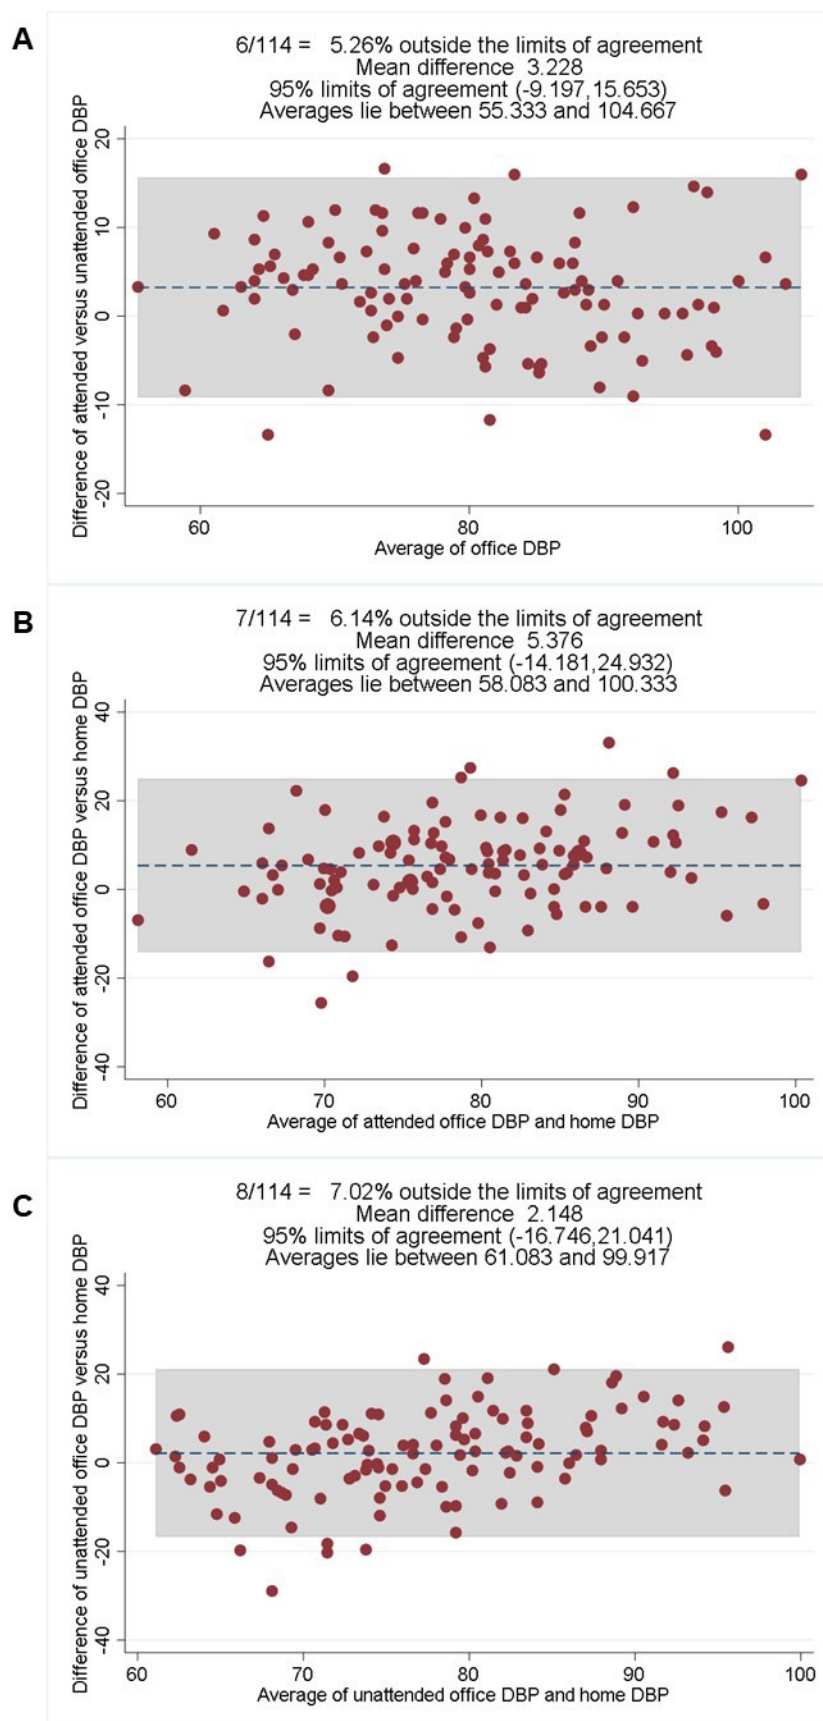 A
6/114 = 5.26% outside the limits of agreement
Mean difference 3.228
95% limits of agreement (-9.197,15.653)
Averages lie between 55.333 and 104.667
Difference of attended versus unattended office DBP
20
10
0
-10
-20
60 80 100
Average of office DBP
B
7/114 = 6.14% outside the limits of agreement
Mean difference 5.376
95% limits of agreement (-14.181,24.932)
Averages lie between 58.083 and 100.333
Difference of attended office DBP versus home DBP
40
20
0
-20
-40
60 70 80 90 100
Average of attended office DBP and home DBP
C
8/114 = 7.02% outside the limits of agreement
Mean difference 2.148
95% limits of agreement (-16.746,21.041)
Averages lie between 61.083 and 99.917
Difference of unattended office DBP versus home DBP
40
20
0
-20
-40
60 70 80 90 100
Average of unattended office DBP and home DBP